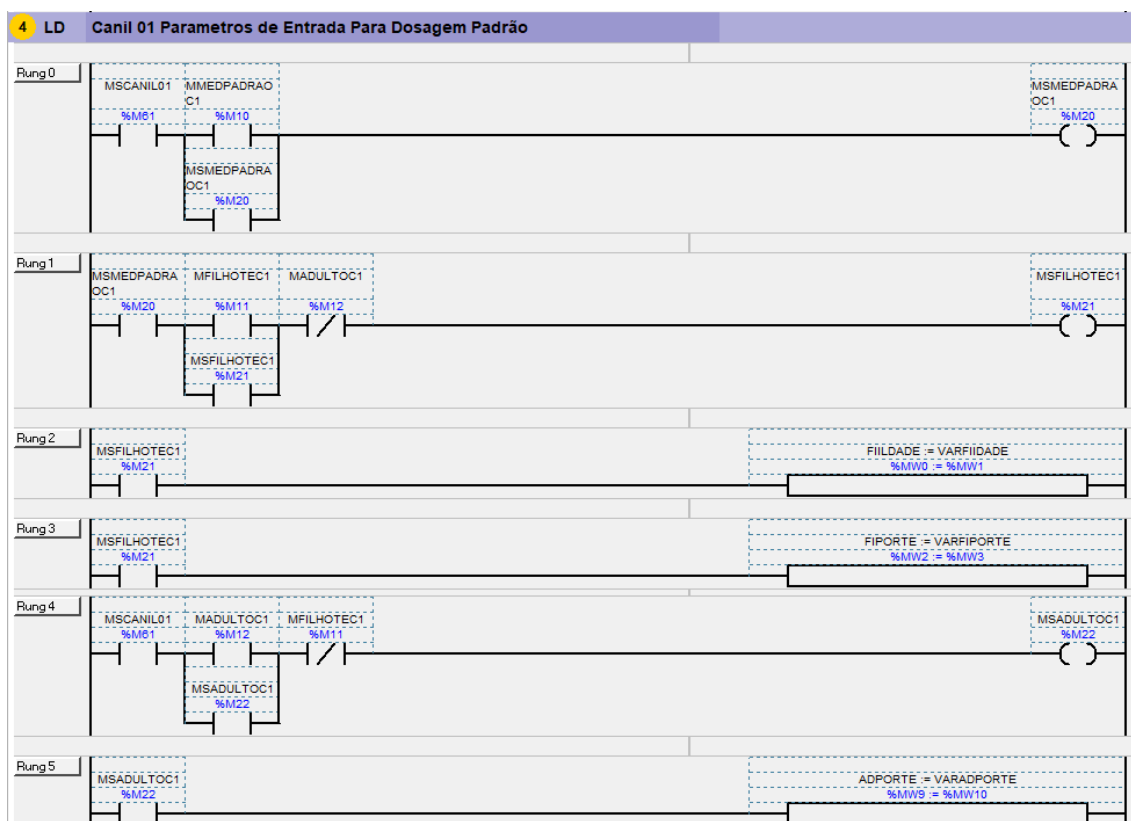 4 LD Canil 01 Parametros de Entrada Para Dosagem Padrão
Rung 0
MSCANIL01 MMEDPADRAO MSMEDPADRA
C1 OC1
%M61 %M10 %M20
MSMEDPADRA
OC1
%M20
Rung 1
MSMEDPADRA MFILHOTEC1 MADULTOC1 MSFILHOTEC1
OC1
%M20 %M11 %M12 %M21
MSFILHOTEC1
%M21
Rung 2
MSFILHOTEC1 FIILDADE := VARFIIDADE
%M21 %MW0 := %MW1
Rung 3
MSFILHOTEC1 FIPORTE := VARFIPORTE
%M21 %MW2 := %MW3
Rung 4
MSCANIL01 MADULTOC1 MFILHOTEC1 MSADULTOC1
%M61 %M12 %M11 %M22
MSADULTOC1
%M22
Rung 5
MSADULTOC1 ADPORTE := VARADPORTE
%M22 %MW9 := %MW10